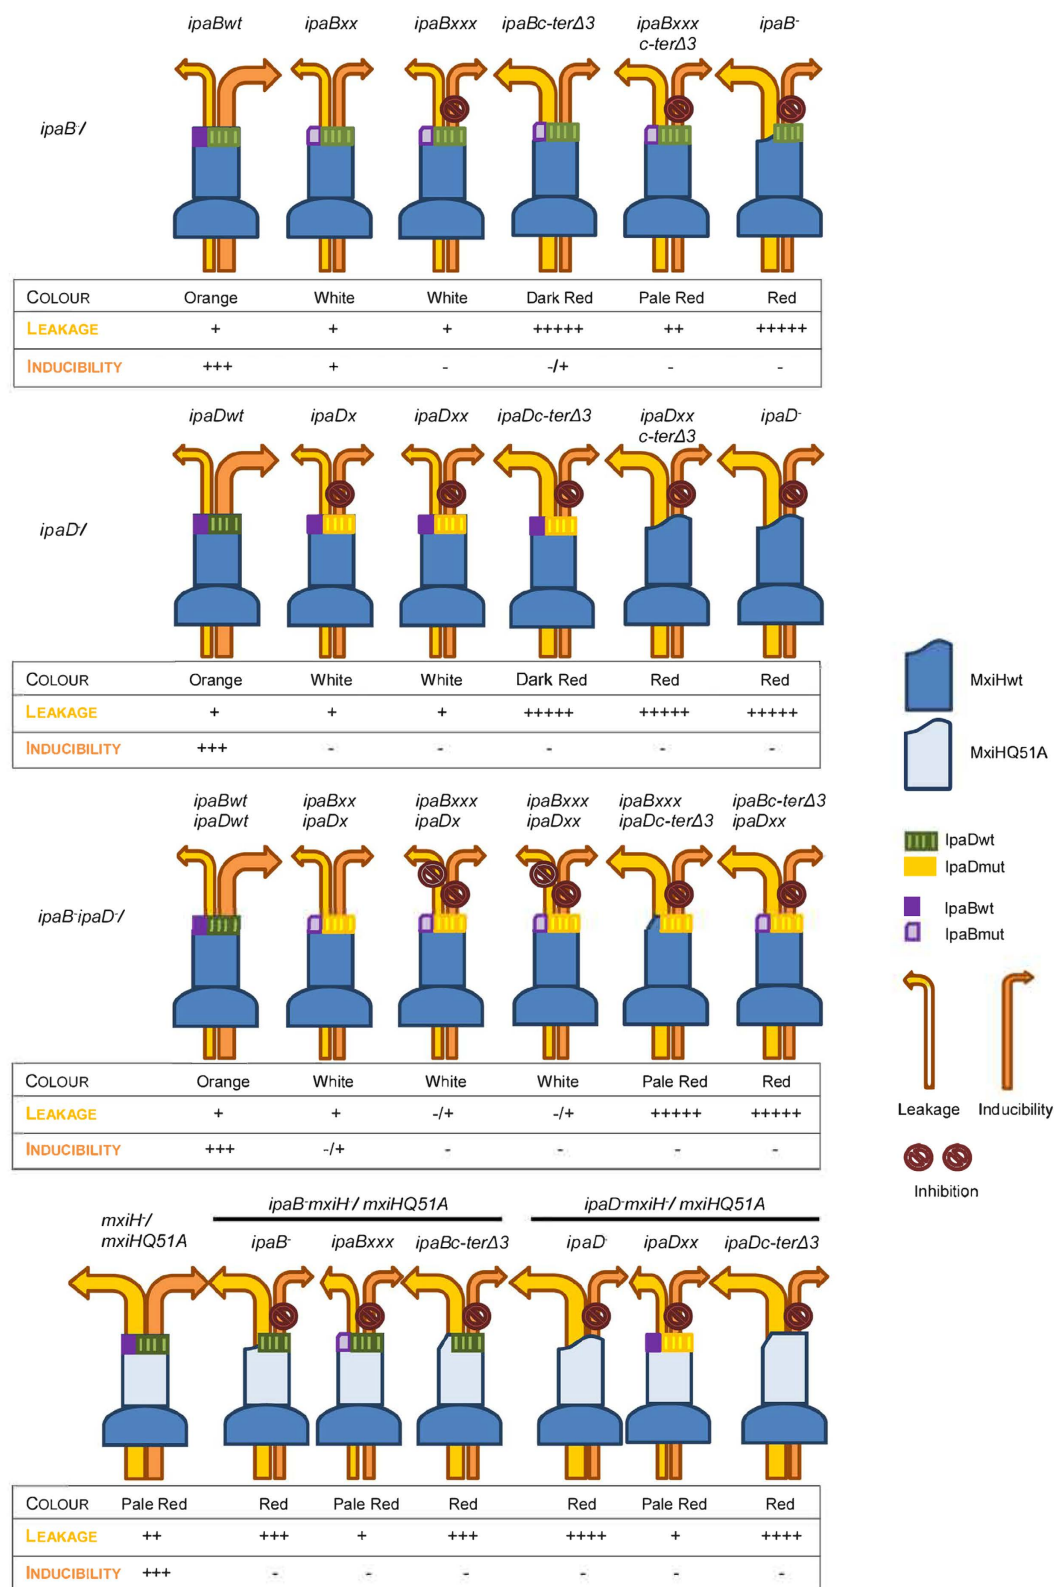 ipaBwt ipaBxx ipaBxxx ipaBc-terΔ3 ipaBxxx ipaB-
c-terΔ3
ipaB-/
COLOUR Orange White White Dark Red Pale Red Red
LEAKAGE + + + +++++ ++ +++++
INDUCIBILITY +++ + - -/+ - -
ipaDwt ipaDx ipaDxx ipaDc-terΔ3 ipaDxx ipaD-
c-terΔ3
ipaD-/
COLOUR Orange White White Dark Red Red Red
LEAKAGE + + + +++++ +++++ +++++
INDUCIBILITY +++ - - - - -
ipaBwt ipaBxx ipaBxxx ipaBxxx ipaBxxx ipaBc-terΔ3
ipaDwt ipaDx ipaDx ipaDxx ipaDc-terΔ3 ipaDxx
ipaB-ipaD-/
COLOUR Orange White White White Pale Red Red
LEAKAGE + + -/+ -/+ +++++ +++++
INDUCIBILITY +++ -/+ - - - -
ipaB-mxiH-/ mxiHQ51A ipaD-mxiH-/ mxiHQ51A
mxiH-/
mxiHQ51A ipaB- ipaBxxx ipaBc-terΔ3 ipaD- ipaDxx ipaDc-terΔ3
COLOUR Pale Red Red Pale Red Red Red Pale Red Red
LEAKAGE ++ +++ + +++ ++++ + ++++
INDUCIBILITY +++ - - - - - -
MxiHwt
MxiHQ51A
IpaDwt
IpaDmut
IpaBwt
IpaBmut
Leakage Inducibility
Inhibition